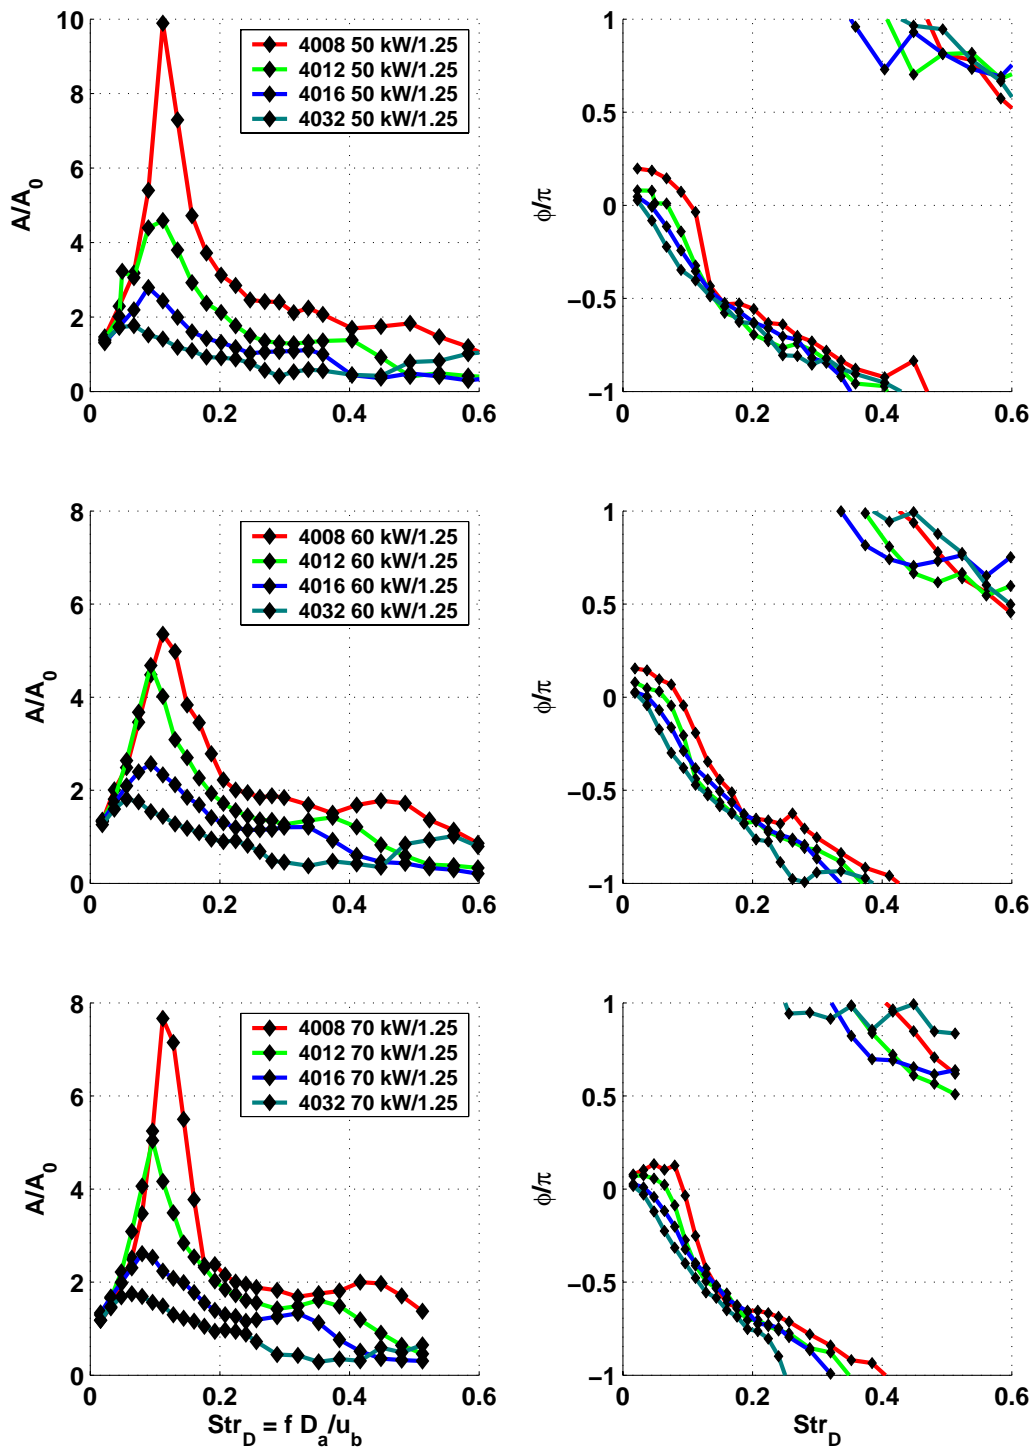 10
8
6
4
2
0
A/A0
4008 50 kW/1.25
4012 50 kW/1.25
4016 50 kW/1.25
4032 50 kW/1.25
0 0.2 0.4 0.6
1
0.5
0
−0.5
−1
ϕ/π
0 0.2 0.4 0.6
8
6
4
2
0
A/A0
4008 60 kW/1.25
4012 60 kW/1.25
4016 60 kW/1.25
4032 60 kW/1.25
0 0.2 0.4 0.6
1
0.5
0
−0.5
−1
ϕ/π
0 0.2 0.4 0.6
8
6
4
2
0
A/A0
4008 70 kW/1.25
4012 70 kW/1.25
4016 70 kW/1.25
4032 70 kW/1.25
0 0.2 0.4 0.6
StrD = f Da/ub
1
0.5
0
−0.5
−1
ϕ/π
0 0.2 0.4 0.6
StrD